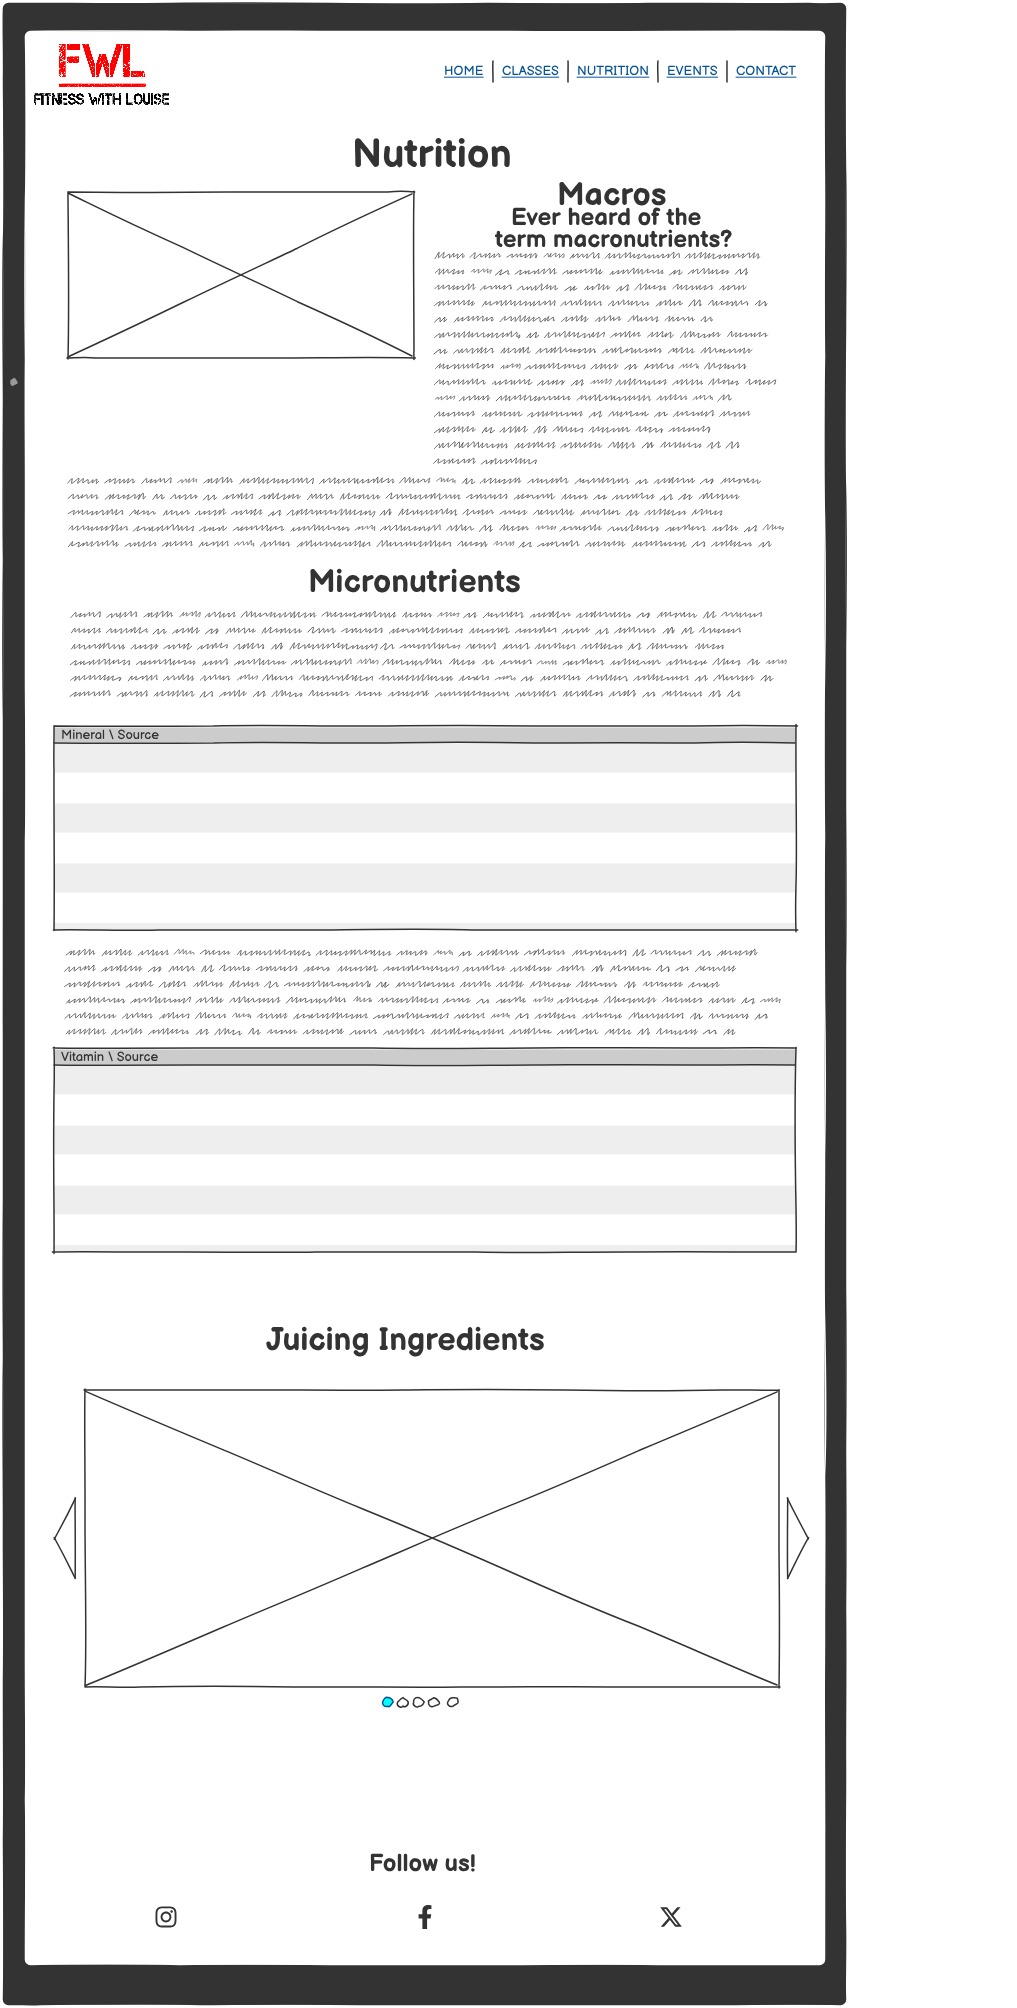 FWL
FITNESS WITH LOUISE
HOME CLASSES NUTRITION EVENTS CONTACT
Nutrition
Macros
Ever heard of the
term macronutrients?
Micronutrients
Mineral \ Source
Vitamin \ Source
Juicing Ingredients
Follow us!